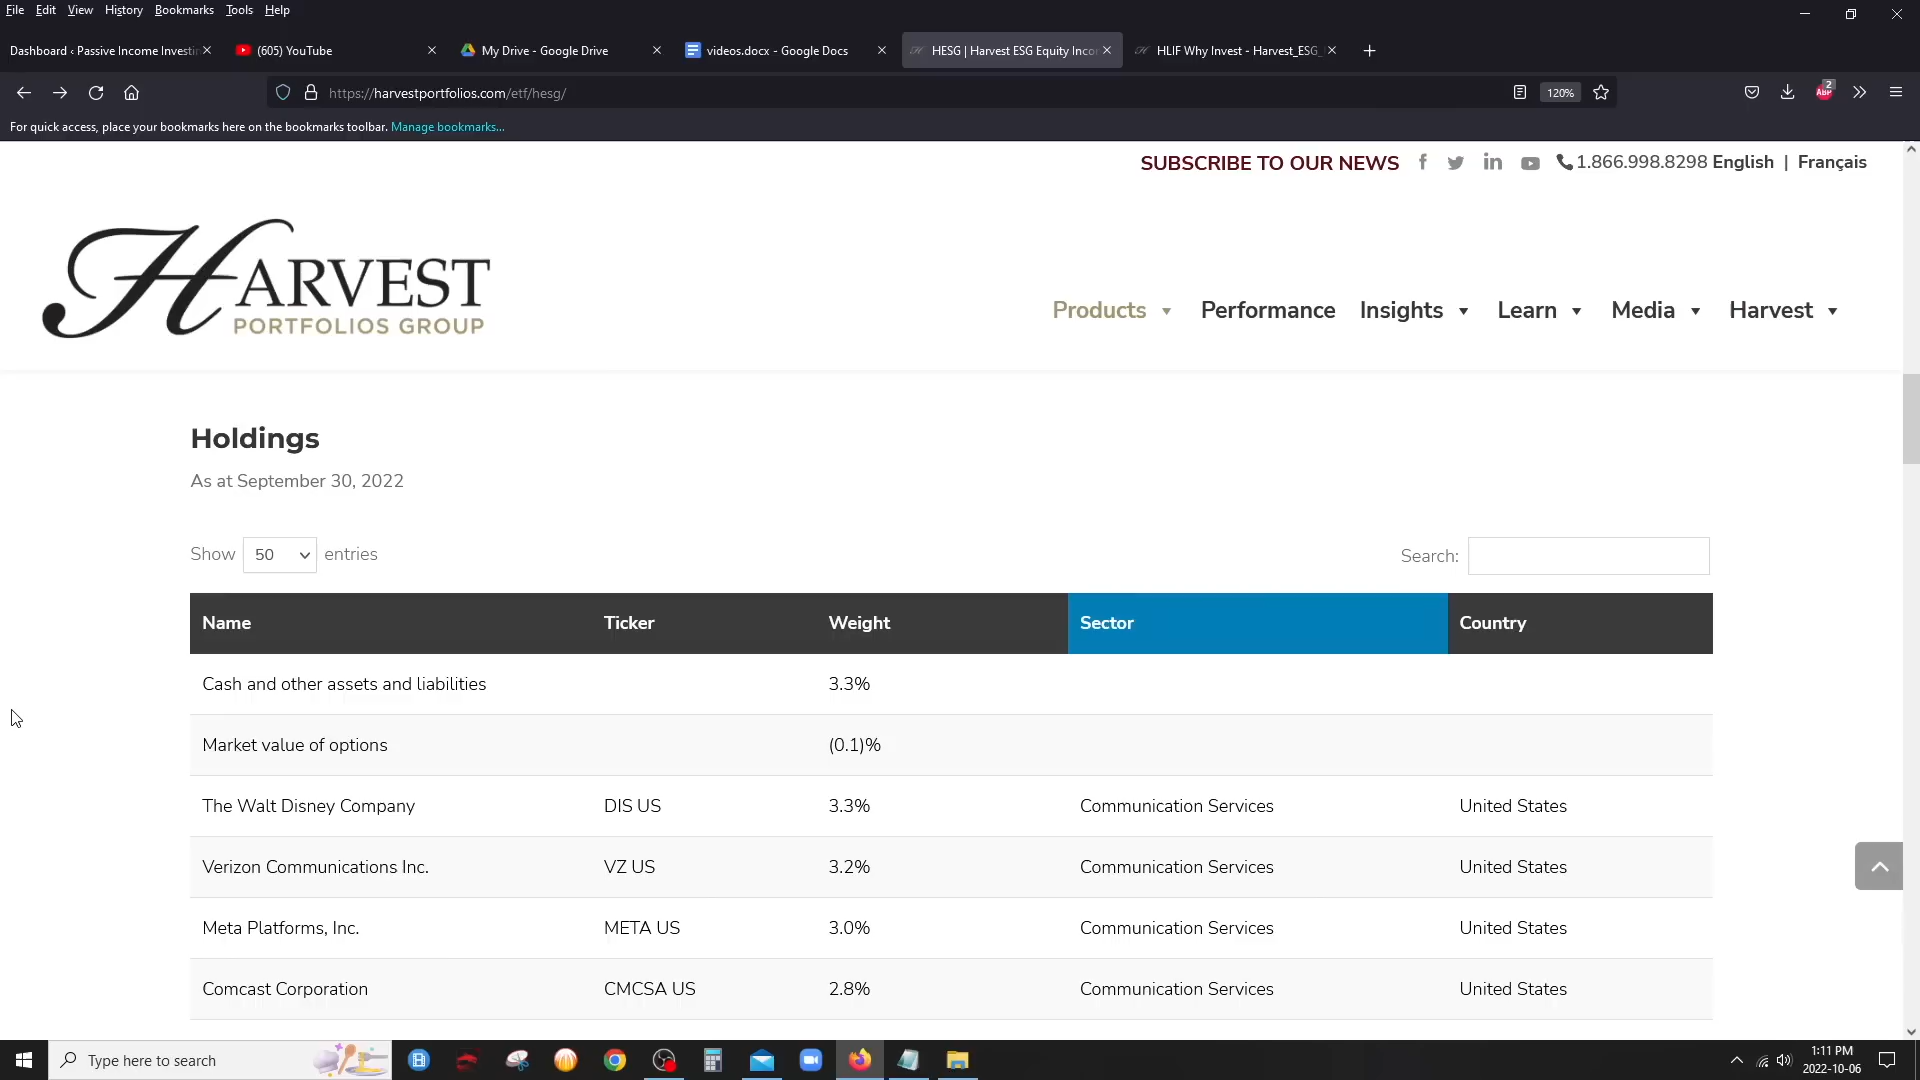 File Edit View History Bookmarks Tools Help
Dashboard ‹ Passive Income Investin
(605) YouTube
My Drive - Google Drive
videos.docx - Google Docs
HESG | Harvest ESG Equity Inco
HLIF Why Invest - Harvest_ESG_
https://harvestportfolios.com/etf/hesg/
120%
ABP
2
For quick access, place your bookmarks here on the bookmarks toolbar. Manage bookmarks...
SUBSCRIBE TO OUR NEWS 1.866.998.8298 English | Français
HARVEST
PORTFOLIOS GROUP
Products Performance Insights Learn Media Harvest
Holdings
As at September 30, 2022
Show 50 entries
Search:
Name Ticker Weight Sector Country
Cash and other assets and liabilities 3.3%
Market value of options (0.1)%
The Walt Disney Company DIS US 3.3% Communication Services United States
Verizon Communications Inc. VZ US 3.2% Communication Services United States
Meta Platforms, Inc. META US 3.0% Communication Services United States
Comcast Corporation CMCSA US 2.8% Communication Services United States
Type here to search
1:11 PM
2022-10-06